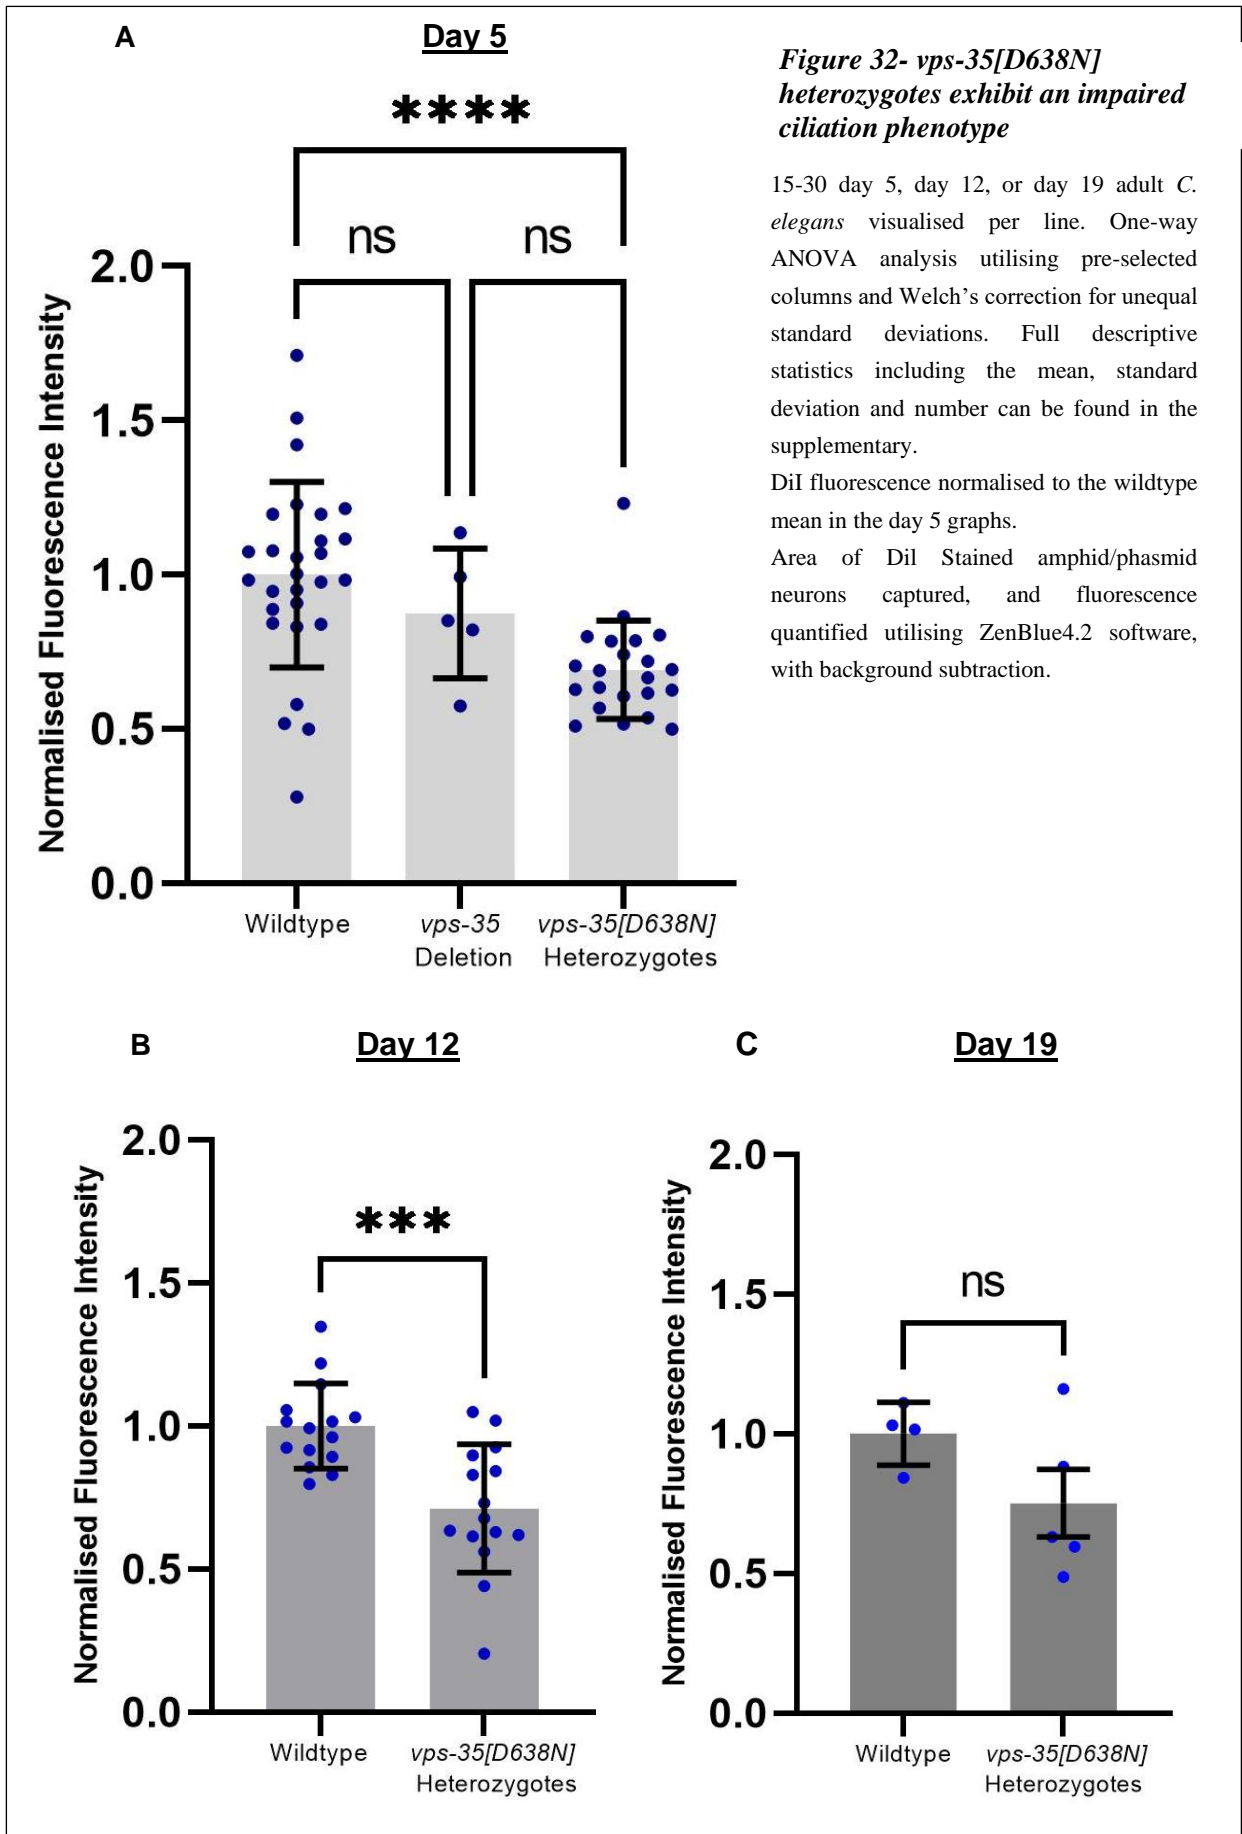 A
Day 5
Figure 32- vps-35[D638N]
heterozygotes exhibit an impaired
ciliation phenotype
15-30 day 5, day 12, or day 19 adult C.
elegans visualised per line. One-way
ANOVA analysis utilising pre-selected
columns and Welch's correction for unequal
standard deviations. Full descriptive
statistics including the mean, standard
deviation and number can be found in the
supplementary.
DiI fluorescence normalised to the wildtype
mean in the day 5 graphs.
Area of DiI Stained amphid/phasmid
neurons captured, and fluorescence
quantified utilising ZenBlue4.2 software,
with background subtraction.
****
ns
ns
Normalised Fluorescence Intensity
2.0
1.5
1.0
0.5
0.0
Wildtype
vps-35
Deletion
vps-35[D638N]
Heterozygotes
B
Day 12
***
Normalised Fluorescence Intensity
2.0
1.5
1.0
0.5
0.0
Wildtype
vps-35[D638N]
Heterozygotes
C
Day 19
ns
Normalised Fluorescence Intensity
2.0
1.5
1.0
0.5
0.0
Wildtype
vps-35[D638N]
Heterozygotes